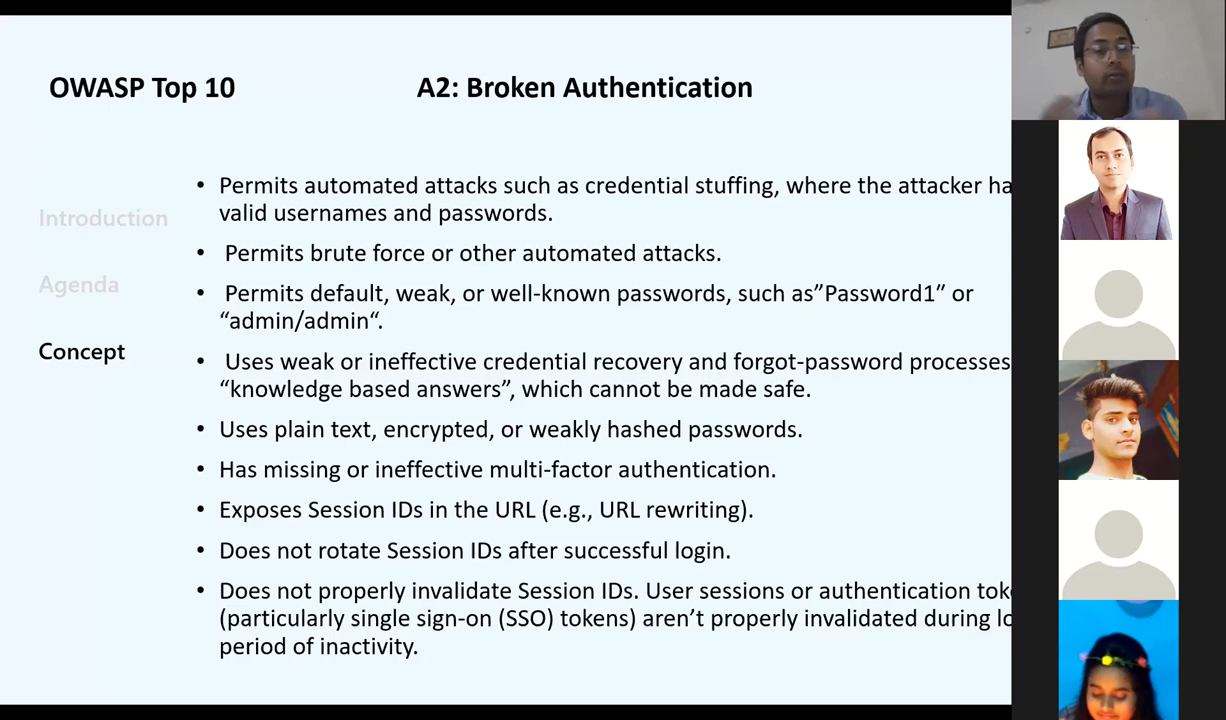 OWASP Top 10
A2: Broken Authentication
Introduction
Agenda
Concept
• Permits automated attacks such as credential stuffing, where the attacker
valid usernames and passwords.
• Permits brute force or other automated attacks.
• Permits default, weak, or well-known passwords, such as”Password1” or
“admin/admin“.
• Uses weak or ineffective credential recovery and forgot-password processes
“knowledge based answers”, which cannot be made safe.
• Uses plain text, encrypted, or weakly hashed passwords.
• Has missing or ineffective multi-factor authentication.
• Exposes Session IDs in the URL (e.g., URL rewriting).
• Does not rotate Session IDs after successful login.
• Does not properly invalidate Session IDs. User sessions or authentication
(particularly single sign-on (SSO) tokens) aren’t properly invalidated during
period of inactivity.